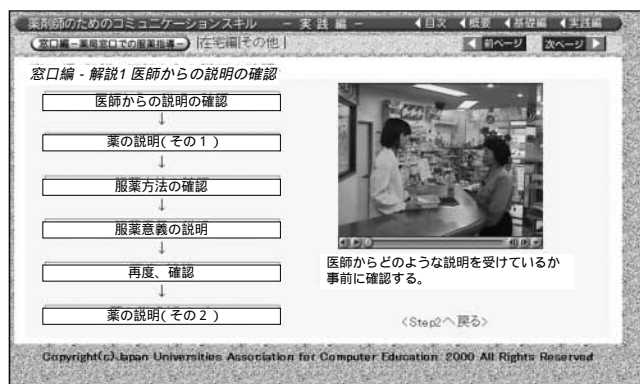 薬剤師のためのコミュニケーションスキル － 実 践 編 －
◀目次 ◀概要 ◀基礎編 ◀実践編
窓口編－薬局窓口での服薬指導－ |在宅編|その他|
◀ 前ページ 次ページ ▶
窓口編 - 解説1 医師からの説明の確認
医師からの説明の確認
↓
薬の説明(その１)
↓
服薬方法の確認
↓
服薬意義の説明
↓
再度、確認
↓
薬の説明(その２)
医師からどのような説明を受けているか
事前に確認する。
<Step2へ戻る>
Copyright(c)Japan Universities Association for Computer Education 2000 All Rights Reserved